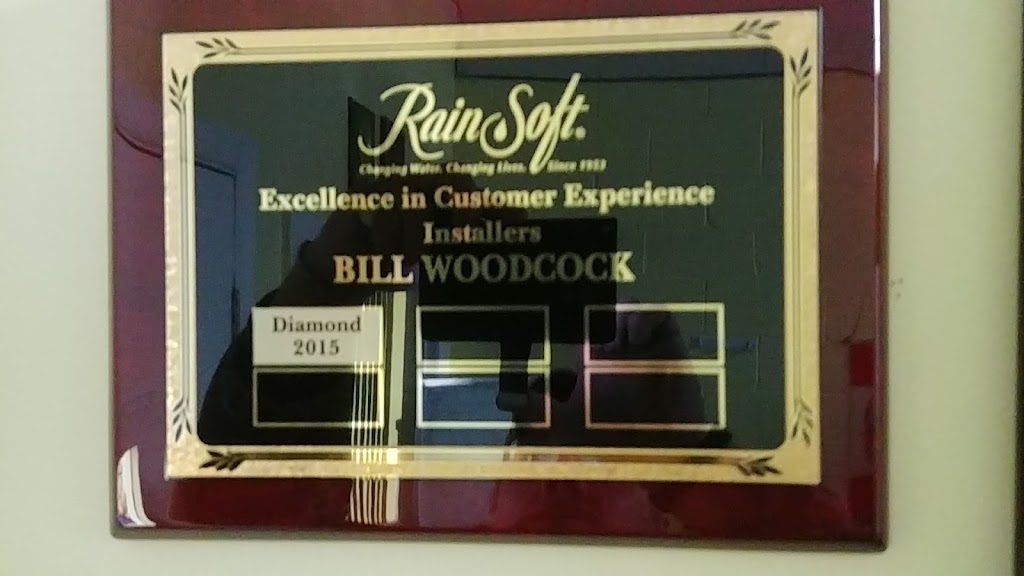 RainSoft.
Changing Water. Changing Lives. Since 1953
Excellence in Customer Experience
Installers
BILL WOODCOCK
Diamond
2015